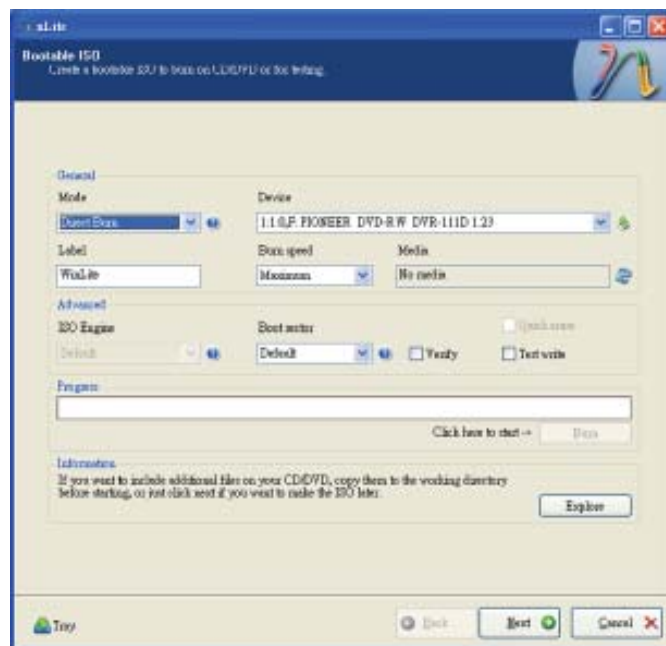 nLite
Bootable ISO
Create a bootable ISO to burn on CD/DVD or for testing.
General
Mode
Device
Direct Burn
1:1:0,F: PIONEER DVD-RW DVR-111D 1.23
Label
Burn speed
Media
WinLite
Maximum
No media
Advanced
ISO Engine
Boot sector
Quick erase
Default
Default
Verify
Test write
Progress
Click here to start→
Burn
Information
If you want to include additional files on your CD/DVD, copy them to the working directory
before starting, or just click next if you want to make the ISO later.
Explore
Tray
Back
Next
Cancel